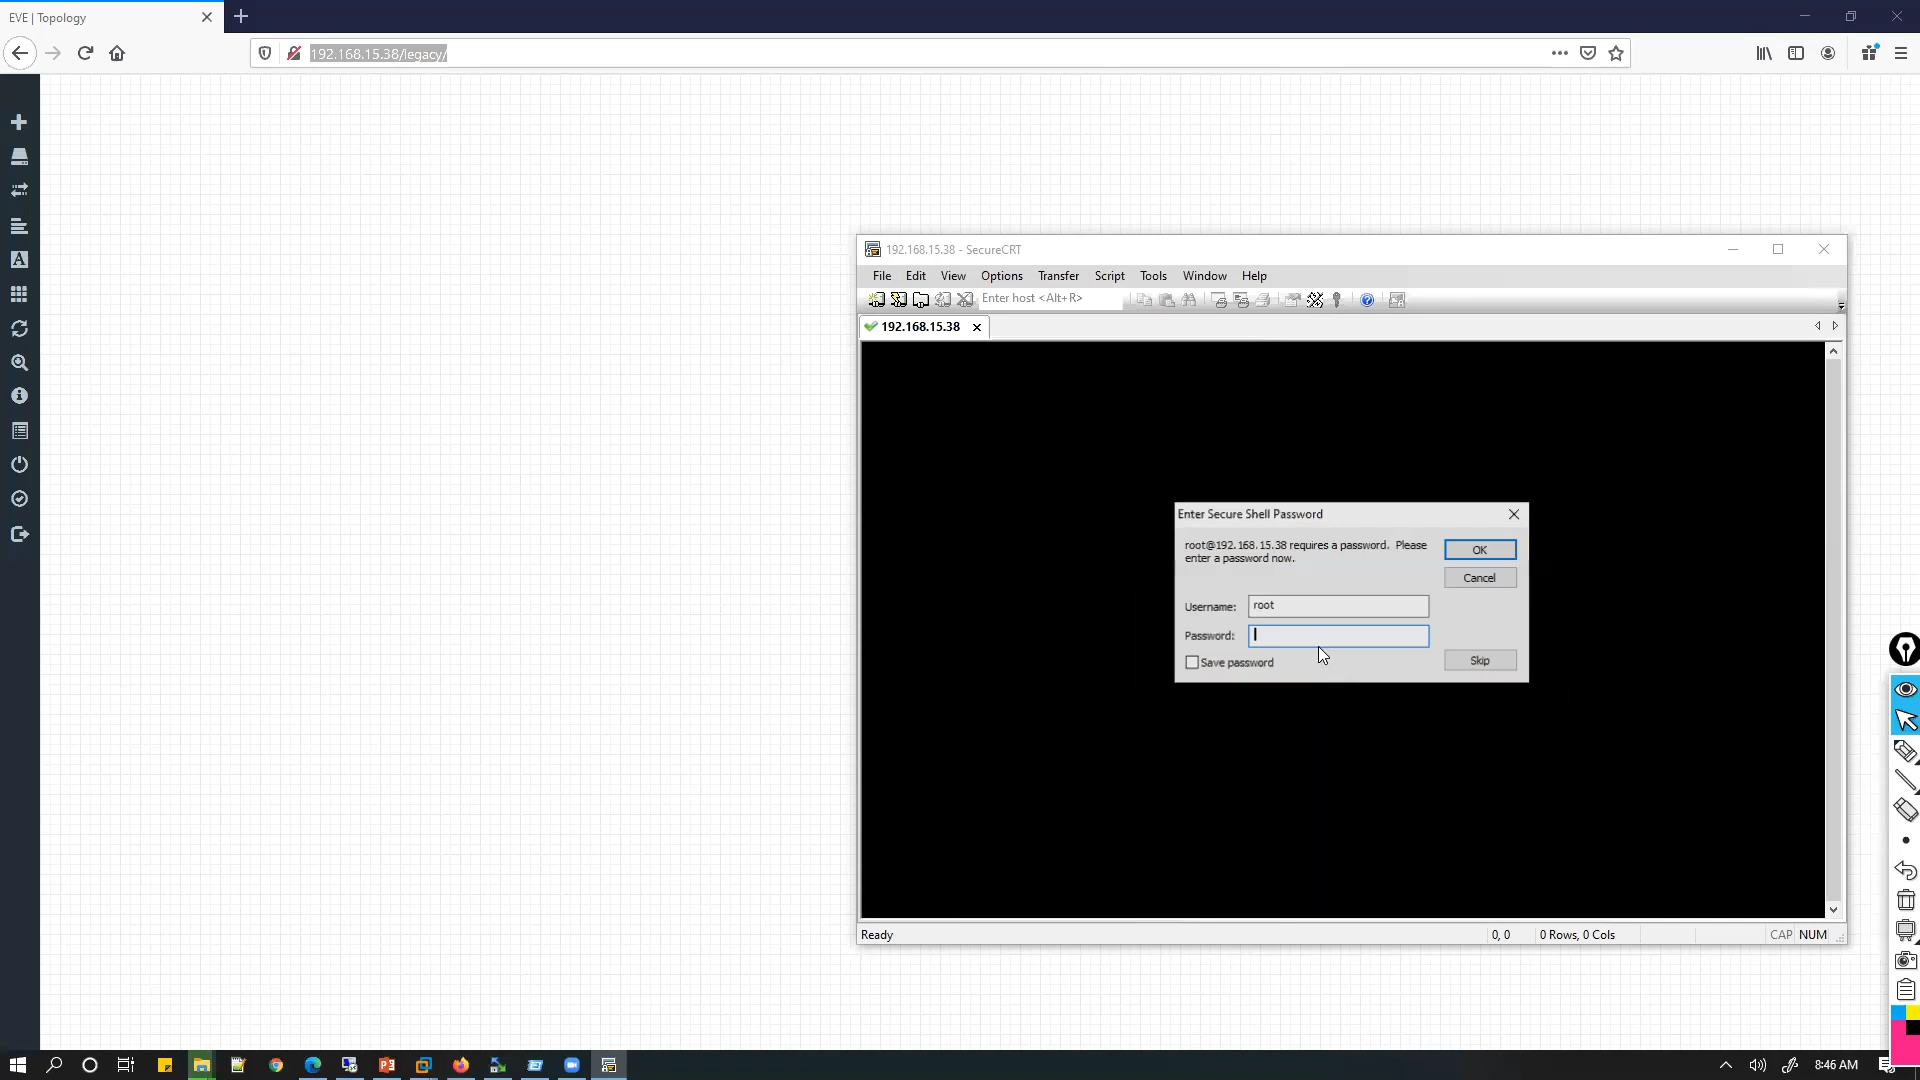 EVE | Topology
192.168.15.38/legacy/
192.168.15.38 - SecureCRT
File Edit View Options Transfer Script Tools Window Help
Enter host <Alt+R>
192.168.15.38
Enter Secure Shell Password
root@192.168.15.38 requires a password. Please
enter a password now.
OK
Cancel
Username: root
Password:
Save password
Skip
Ready
0, 0
0 Rows, 0 Cols
CAP NUM
8:46 AM